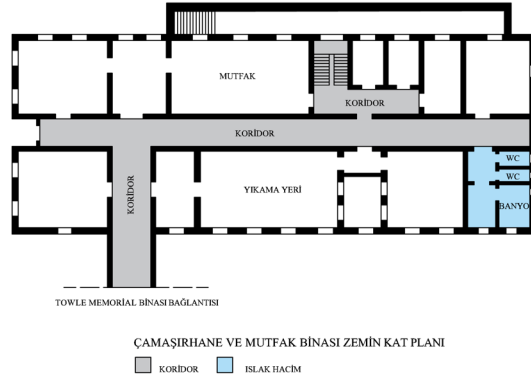 MUTFAK
KORİDOR
KORİDOR
KORİDOR
WC
WC
YIKAMA YERİ
BANYO
TOWLE MEMORIAL BİNASI BAĞLANTISI
ÇAMAŞIRHANE VE MUTFAK BİNASI ZEMİN KAT PLANI
KORİDOR ISLAK HACİM